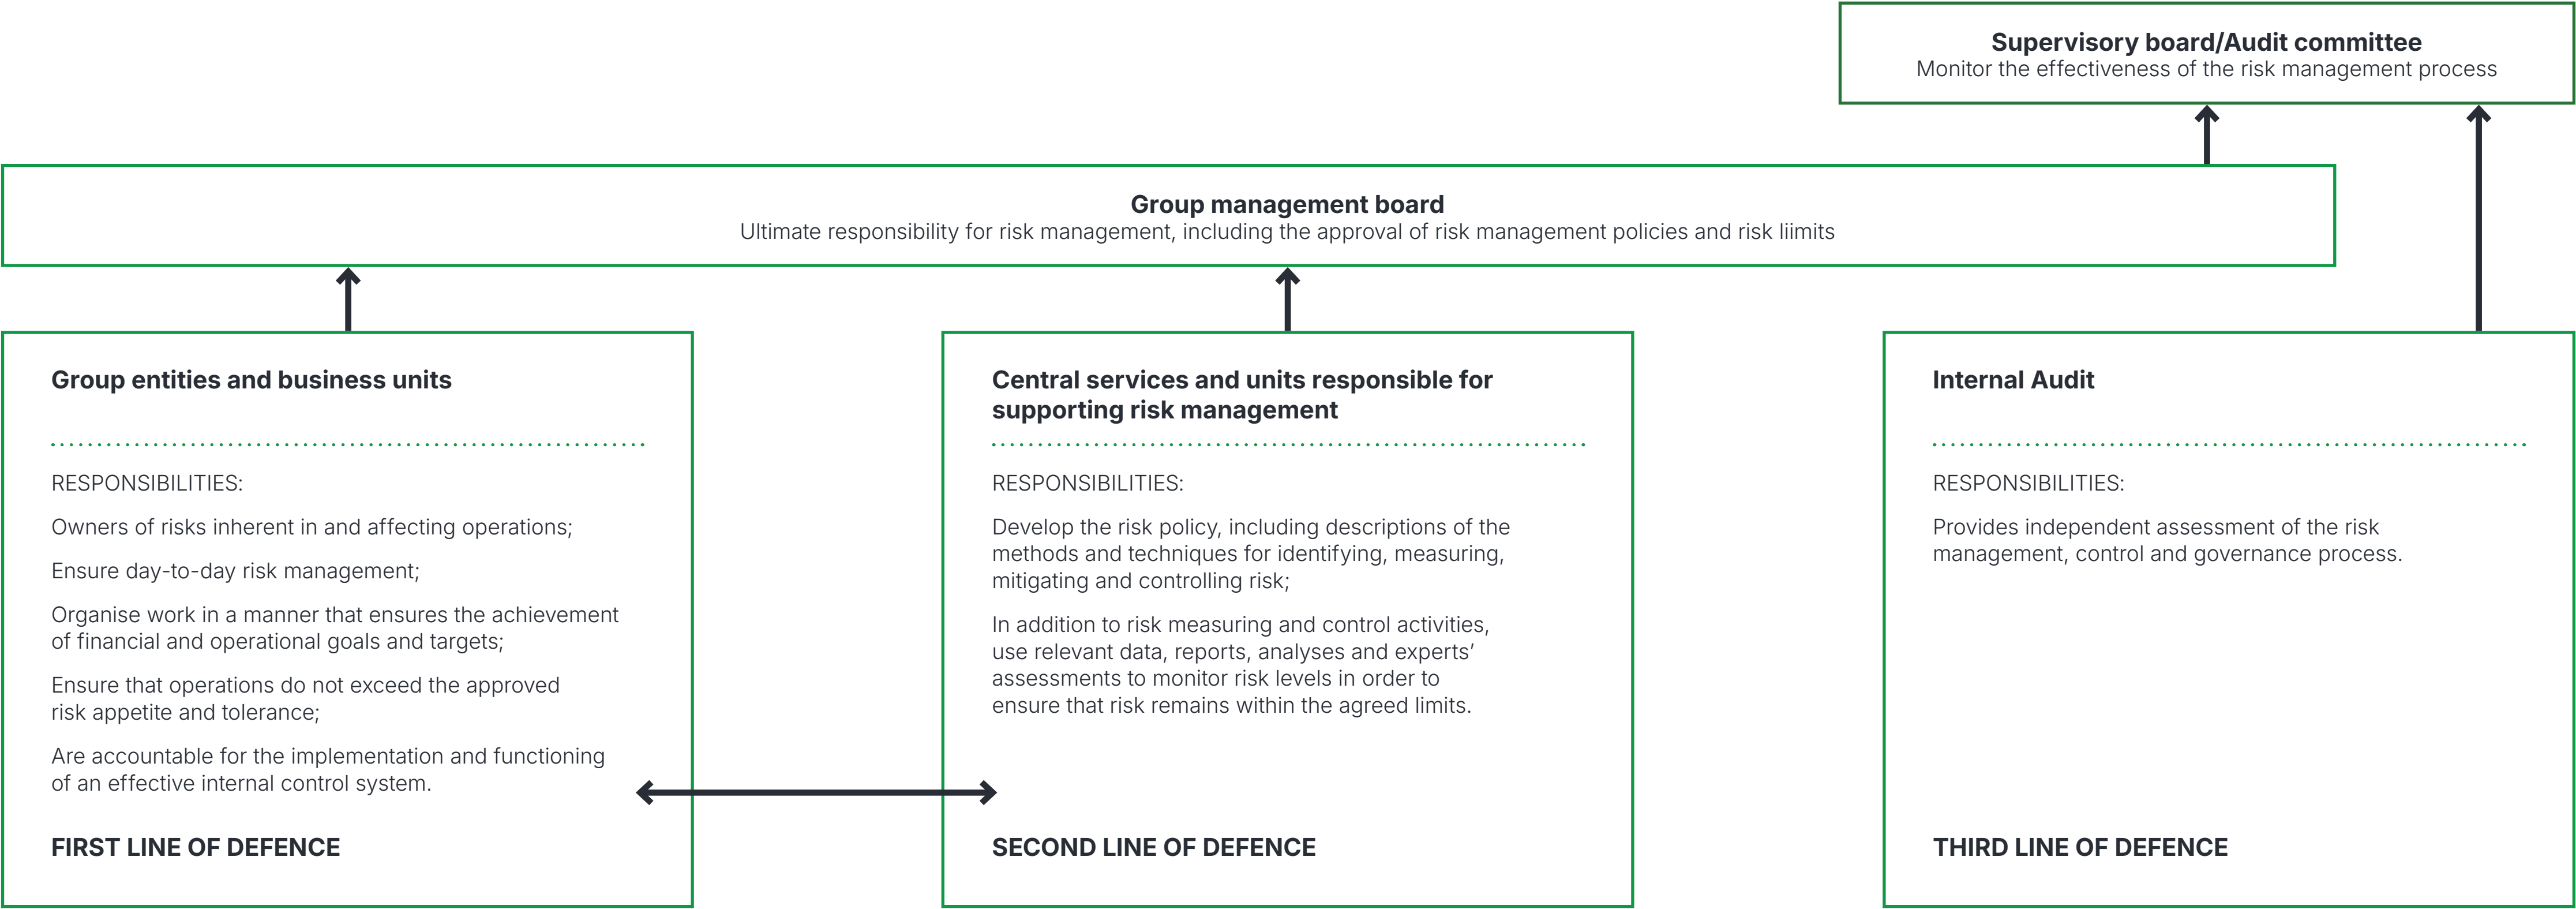 Supervisory board/Audit committee
Monitor the effectiveness of the risk management process
Group management board
Ultimate responsibility for risk management, including the approval of risk management policies and risk liimits
Group entities and business units
RESPONSIBILITIES:
Owners of risks inherent in and affecting operations;
Ensure day-to-day risk management;
Organise work in a manner that ensures the achievement
of financial and operational goals and targets;
Ensure that operations do not exceed the approved
risk appetite and tolerance;
Are accountable for the implementation and functioning
of an effective internal control system.
FIRST LINE OF DEFENCE
Central services and units responsible for
supporting risk management
RESPONSIBILITIES:
Develop the risk policy, including descriptions of the
methods and techniques for identifying, measuring,
mitigating and controlling risk;
In addition to risk measuring and control activities,
use relevant data, reports, analyses and experts’
assessments to monitor risk levels in order to
ensure that risk remains within the agreed limits.
SECOND LINE OF DEFENCE
Internal Audit
RESPONSIBILITIES:
Provides independent assessment of the risk
management, control and governance process.
THIRD LINE OF DEFENCE